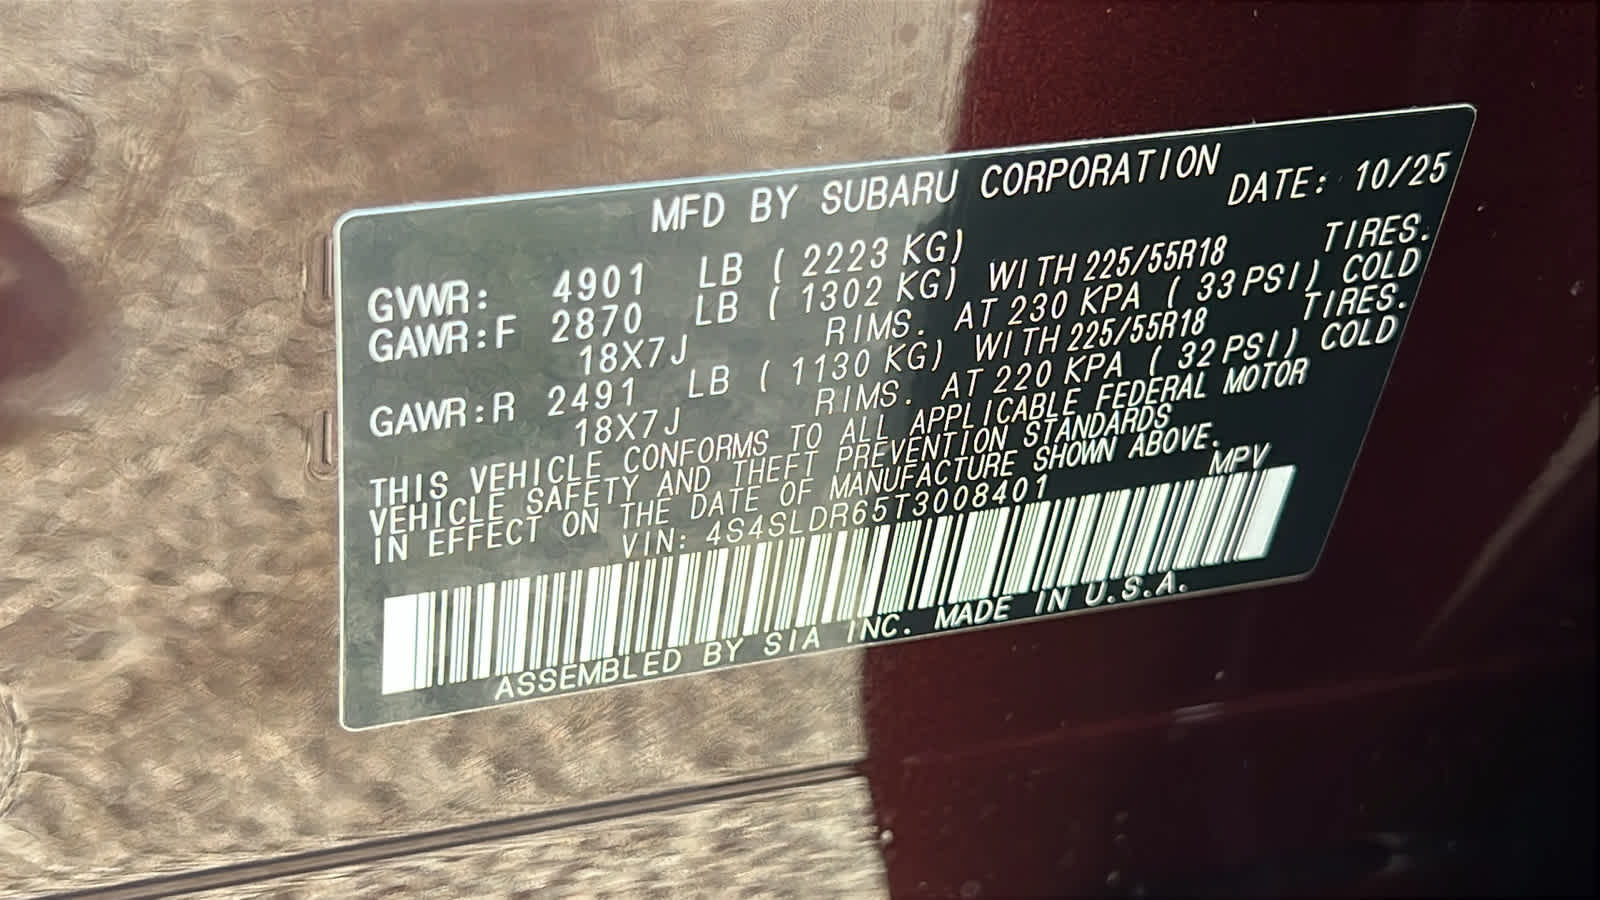 MFD BY SUBARU CORPORATION DATE: 10/25
GVWR: 4901 LB ( 2223 KG)
GAWR:F 2870 LB ( 1302 KG) WITH 225/55R18 TIRES.
18X7J RIMS. AT 230 KPA ( 33 PSI) COLD
GAWR:R 2491 LB ( 1130 KG) WITH 225/55R18 TIRES.
18X7J RIMS. AT 220 KPA ( 32 PSI) COLD
THIS VEHICLE CONFORMS TO ALL APPLICABLE FEDERAL MOTOR
VEHICLE SAFETY AND THEFT PREVENTION STANDARDS
IN EFFECT ON THE DATE OF MANUFACTURE SHOWN ABOVE.
VIN: 4S4SLDR65T3008401 MPV
ASSEMBLED BY SIA INC. MADE IN U.S.A.